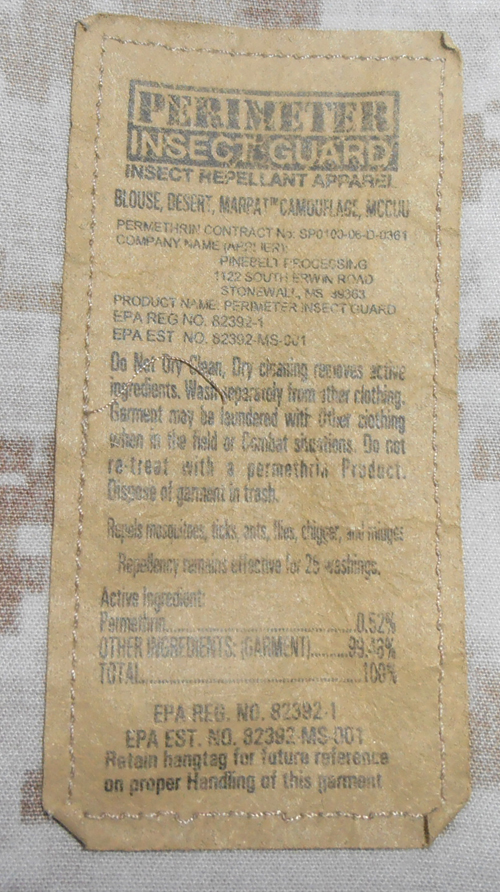 PERIMETER
INSECT GUARD
INSECT REPELLANT APPAREL
BLOUSE, DESERT, MARPAT™ CAMOUFLAGE, MCCUU
PERMETHRIN CONTRACT No: SP0100-06-D-0361
COMPANY NAME (APPLIER):
PINEBELT PROCESSING
1122 SOUTH ERWIN ROAD
STONEWALL, MS 39363
PRODUCT NAME: PERIMETER INSECT GUARD
EPA REG NO. 82392-1
EPA EST NO. 82392-MS-001
Do Not Dry Clean, Dry cleaning removes active
ingredients. Wash separately from other clothing.
Garment may be laundered with Other clothing
when in the field or Combat situations. Do not
re-treat with a permethrin Product.
Dispose of garment in trash.
Repels mosquitoes, ticks, ants, flies, chigger, and midges
Repellency remains effective for 25 washings.
Active Ingredient:
Permethrin..........0.52%
OTHER INGREDIENTS: (GARMENT)..........99.48%
TOTAL..........100%
EPA REG. NO. 82392-1
EPA EST. NO. 82392-MS-001
Retain hangtag for future reference
on proper Handling of this garment